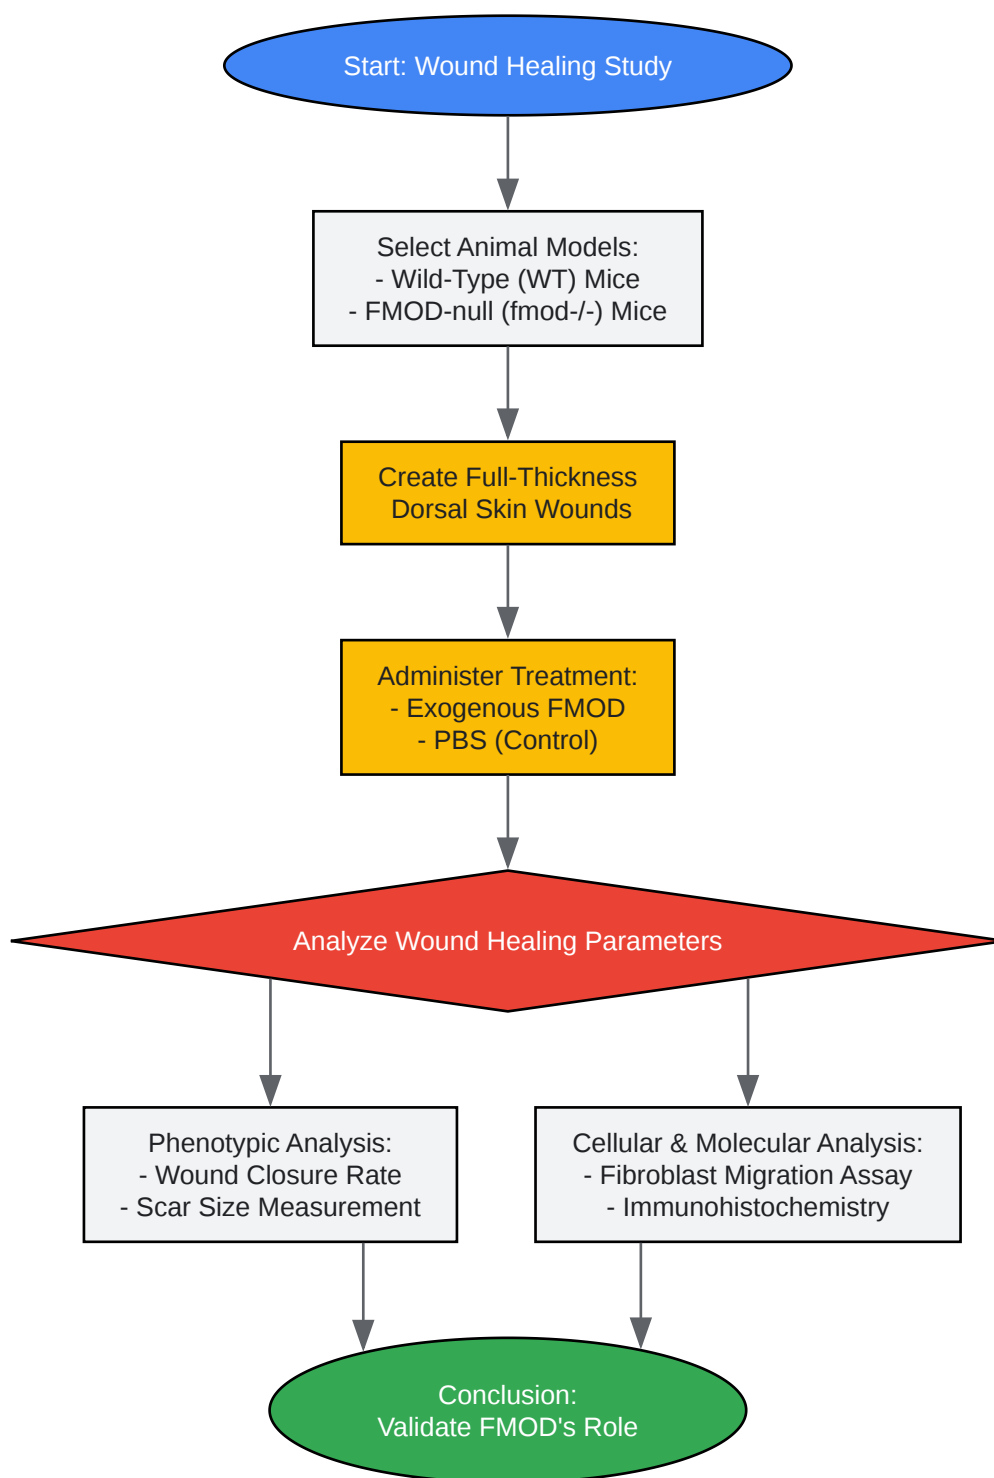 Start: Wound Healing Study
Select Animal Models:
- Wild-Type (WT) Mice
- FMOD-null (fmod-/-) Mice
Create Full-Thickness
Dorsal Skin Wounds
Administer Treatment:
- Exogenous FMOD
- PBS (Control)
Analyze Wound Healing Parameters
Phenotypic Analysis:
- Wound Closure Rate
- Scar Size Measurement
Cellular & Molecular Analysis:
- Fibroblast Migration Assay
- Immunohistochemistry
Conclusion:
Validate FMOD's Role